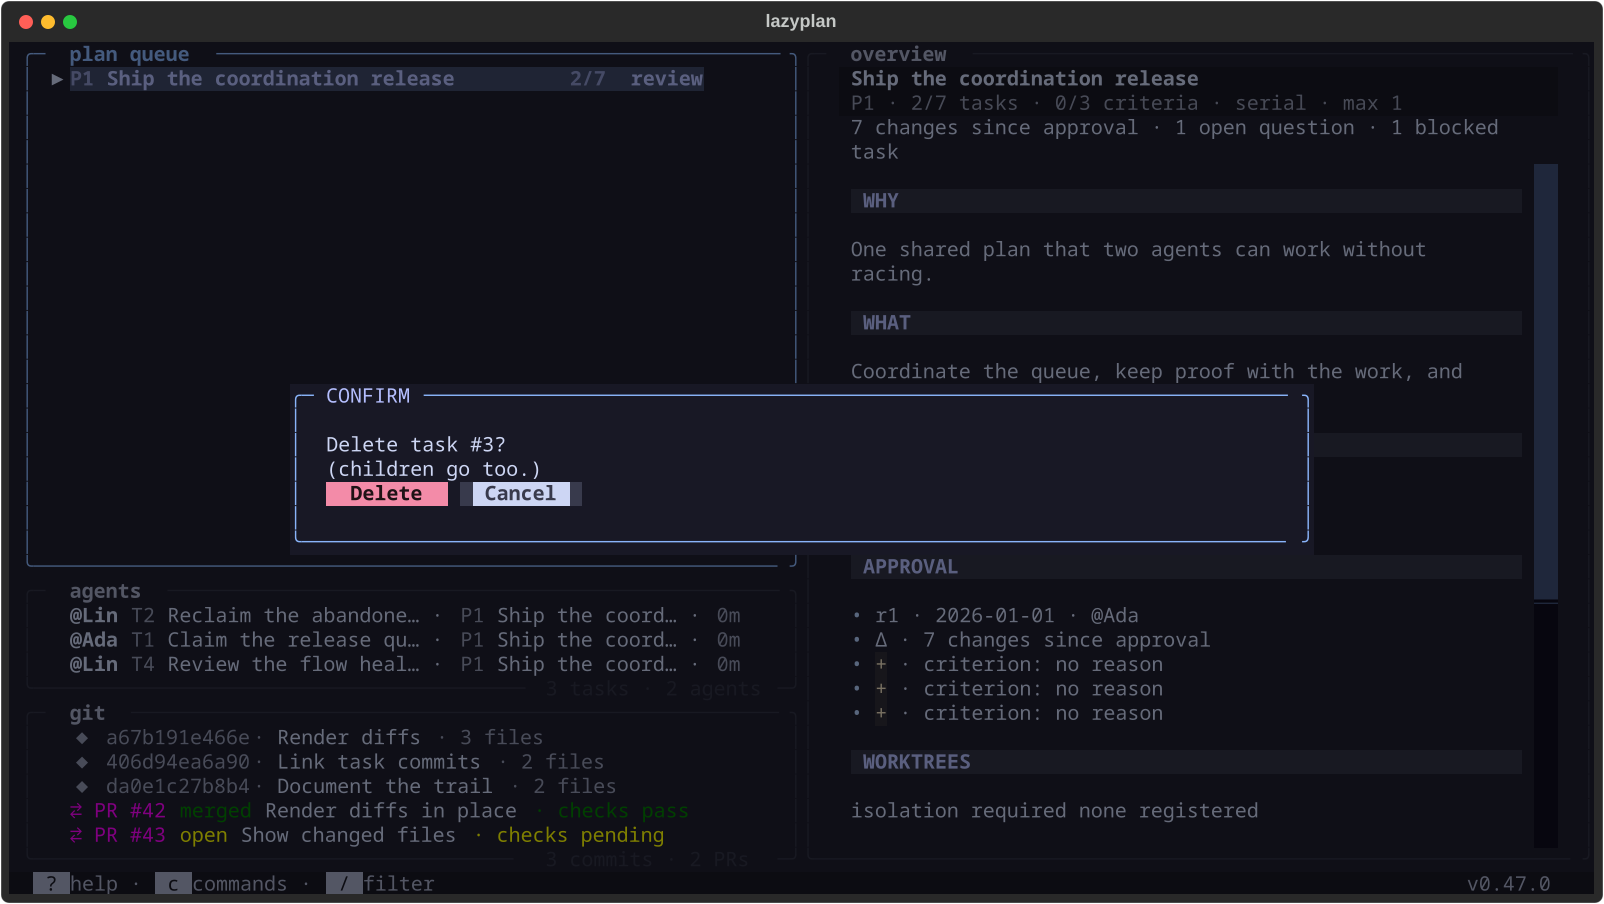 lazyplan
plan queue
▶ P1 Ship the coordination release 2/7 review
overview
Ship the coordination release
P1 · 2/7 tasks · 0/3 criteria · serial · max 1
7 changes since approval · 1 open question · 1 blocked
task
WHY
One shared plan that two agents can work without
racing.
WHAT
Coordinate the queue, keep proof with the work, and
CONFIRM
Delete task #3?
(children go too.)
Delete Cancel
APPROVAL
• r1 · 2026-01-01 · @Ada
• Δ · 7 changes since approval
• + · criterion: no reason
• + · criterion: no reason
• + · criterion: no reason
WORKTREES
isolation required none registered
agents
@Lin T2 Reclaim the abandone… · P1 Ship the coord… · 0m
@Ada T1 Claim the release qu… · P1 Ship the coord… · 0m
@Lin T4 Review the flow heal… · P1 Ship the coord… · 0m
3 tasks · 2 agents
git
◆ a67b191e466e · Render diffs · 3 files
◆ 406d94ea6a90 · Link task commits · 2 files
◆ da0e1c27b8b4 · Document the trail · 2 files
⇄ PR #42 merged Render diffs in place · checks pass
⇄ PR #43 open Show changed files · checks pending
3 commits · 2 PRs
? help · c commands · / filter
v0.47.0